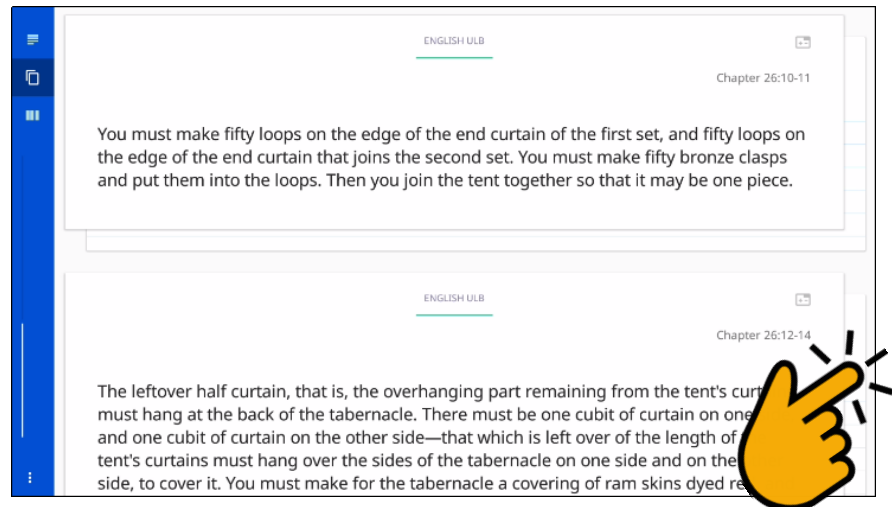 ENGLISH ULB
Chapter 26:10-11
You must make fifty loops on the edge of the end curtain of the first set, and fifty loops on
the edge of the end curtain that joins the second set. You must make fifty bronze clasps
and put them into the loops. Then you join the tent together so that it may be one piece.
ENGLISH ULB
Chapter 26:12-14
The leftover half curtain, that is, the overhanging part remaining from the tent's
must hang at the back of the tabernacle. There must be one cubit of curtain on one
and one cubit of curtain on the other side—that which is left over of the length of
tent's curtains must hang over the sides of the tabernacle on one side and on the
side, to cover it. You must make for the tabernacle a covering of ram skins dyed